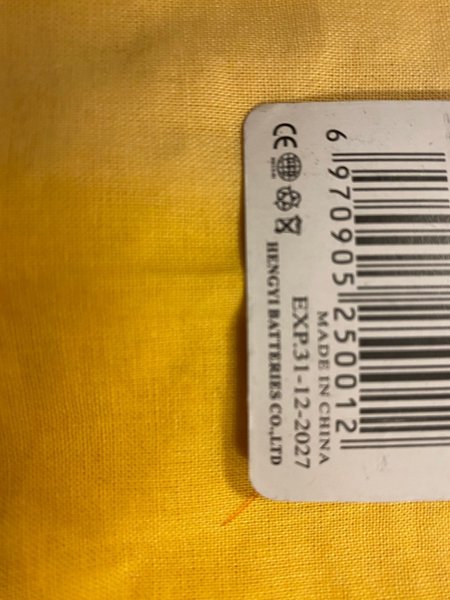 6 970905 250012
MADE IN CHINA
EXP.31-12-2027
HENGYI BATTERIES CO.,LTD
CE